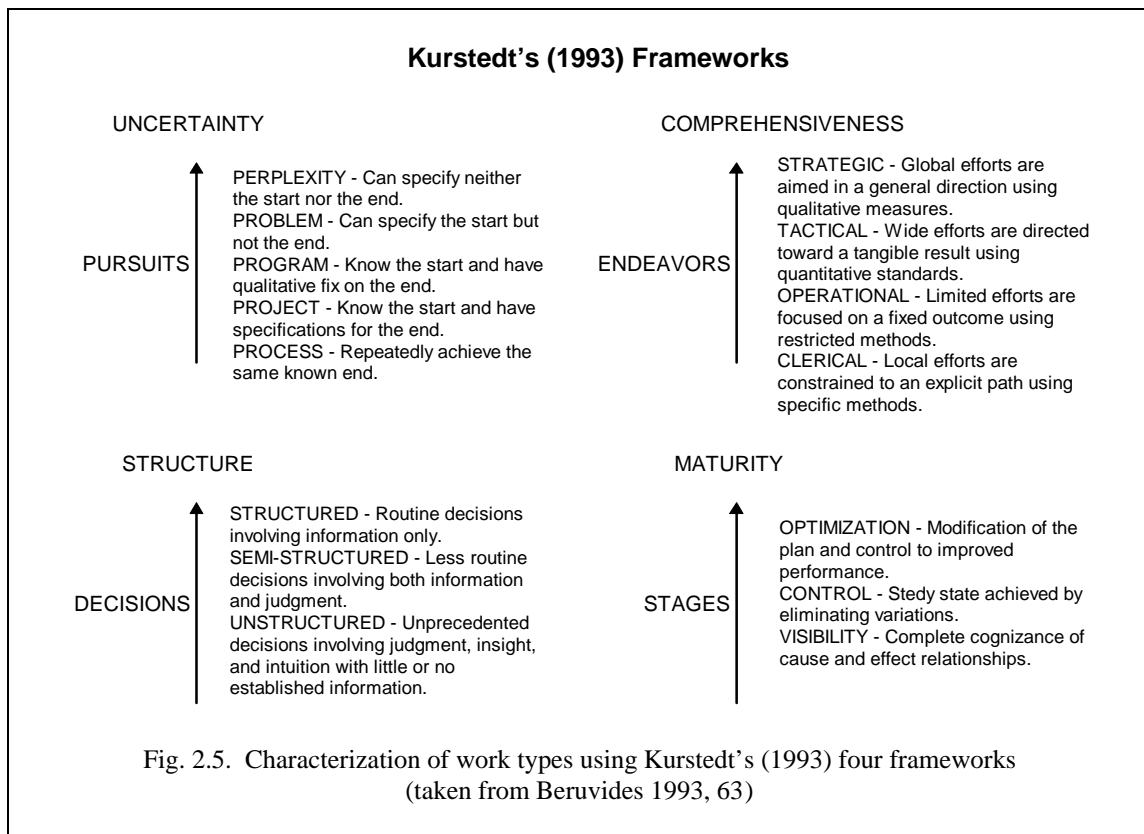 Kurstedt's (1993) Frameworks
UNCERTAINTY
PURSUITS
PERPLEXITY - Can specify neither
the start nor the end.
PROBLEM - Can specify the start but
not the end.
PROGRAM - Know the start and have
qualitative fix on the end.
PROJECT - Know the start and have
specifications for the end.
PROCESS - Repeatedly achieve the
same known end.
COMPREHENSIVENESS
ENDEAVORS
STRATEGIC - Global efforts are
aimed in a general direction using
qualitative measures.
TACTICAL - Wide efforts are directed
toward a tangible result using
quantitative standards.
OPERATIONAL - Limited efforts are
focused on a fixed outcome using
restricted methods.
CLERICAL - Local efforts are
constrained to an explicit path using
specific methods.
STRUCTURE
DECISIONS
STRUCTURED - Routine decisions
involving information only.
SEMI-STRUCTURED - Less routine
decisions involving both information
and judgment.
UNSTRUCTURED - Unprecedented
decisions involving judgment, insight,
and intuition with little or no
established information.
MATURITY
STAGES
OPTIMIZATION - Modification of the
plan and control to improved
performance.
CONTROL - Stedy state achieved by
eliminating variations.
VISIBILITY - Complete cognizance of
cause and effect relationships.
Fig. 2.5. Characterization of work types using Kurstedt's (1993) four frameworks
(taken from Beruvides 1993, 63)